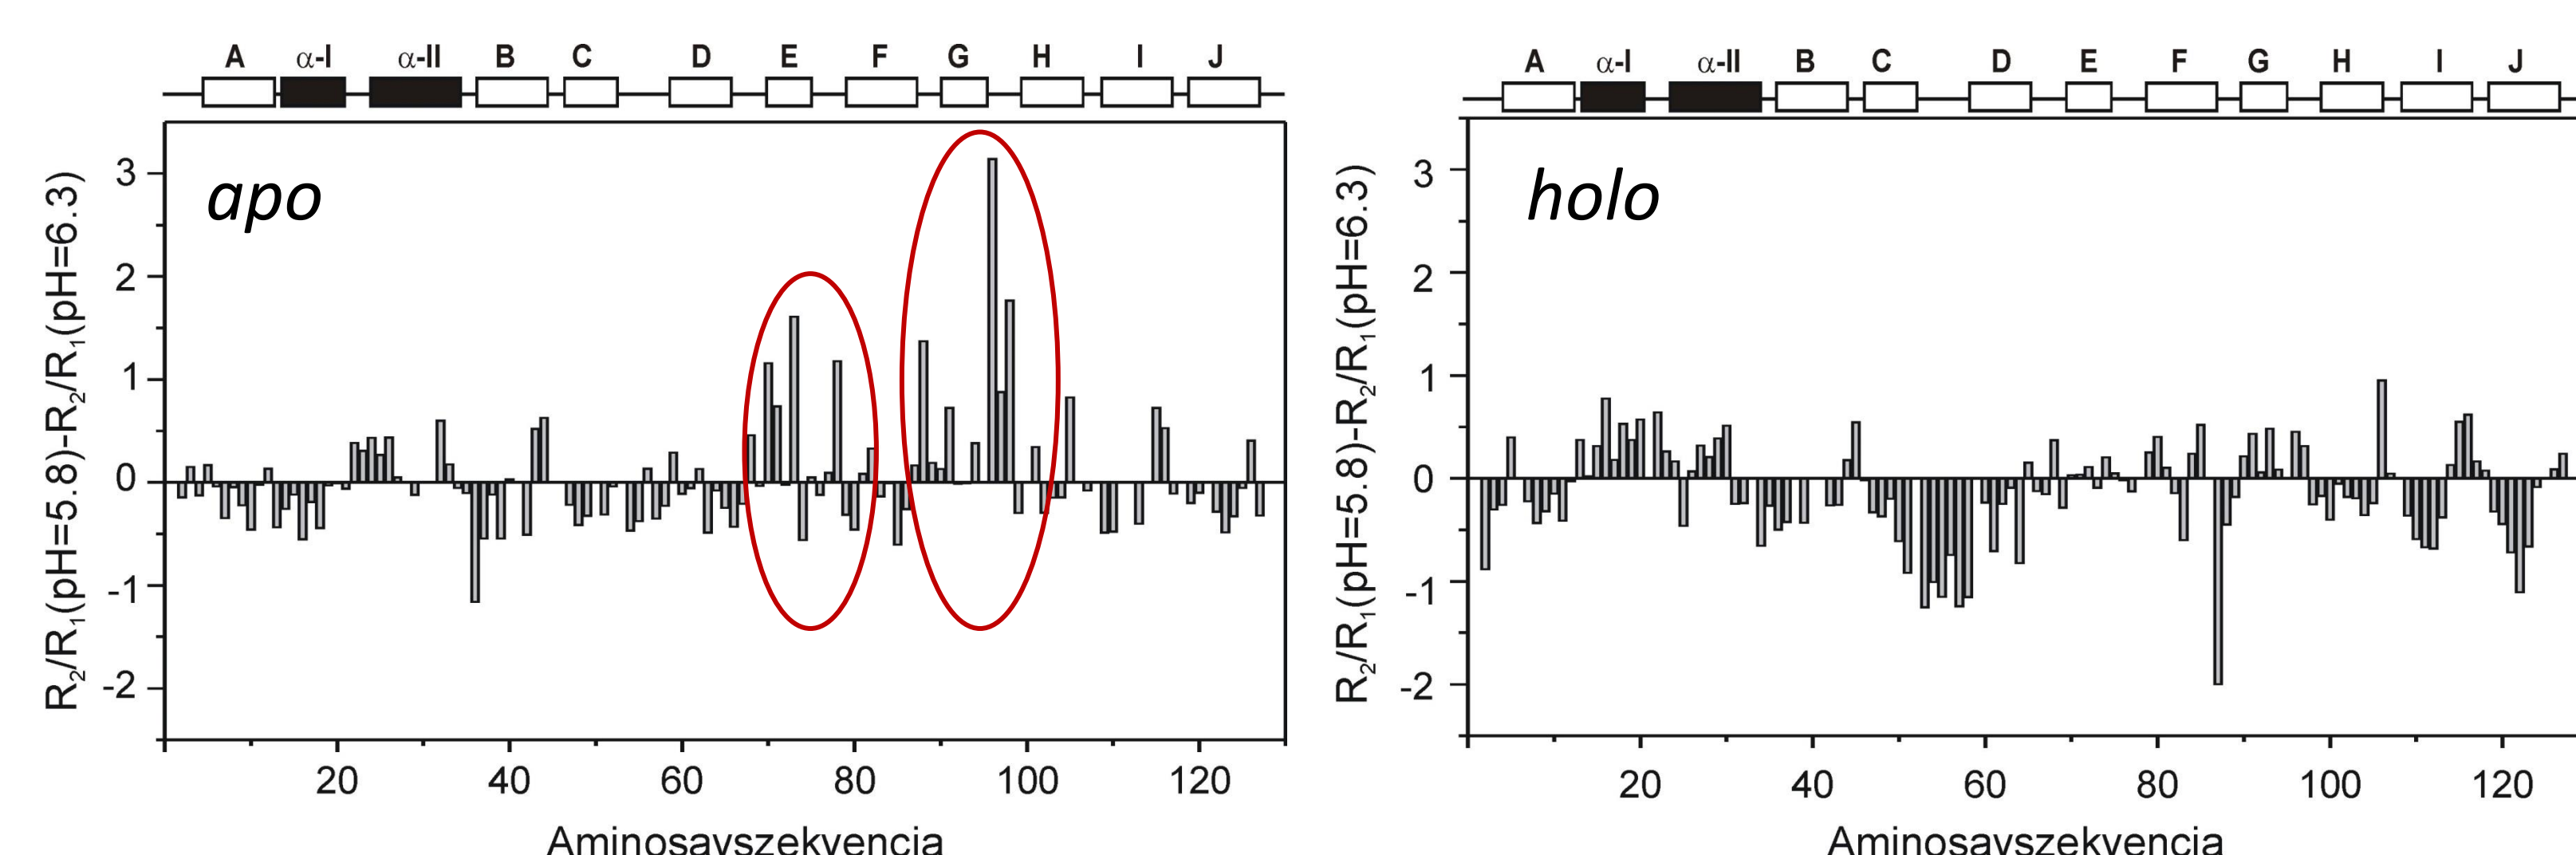 A α-I α-II B C D E F G H I J
apo
R₂/R₁(pH=5.8)-R₂/R₁(pH=6.3)
3
2
1
0
-1
-2
20 40 60 80 100 120
Aminosavszekvencia
A α-I α-II B C D E F G H I J
holo
R₂/R₁(pH=5.8)-R₂/R₁(pH=6.3)
3
2
1
0
-1
-2
20 40 60 80 100 120
Aminosavszekvencia